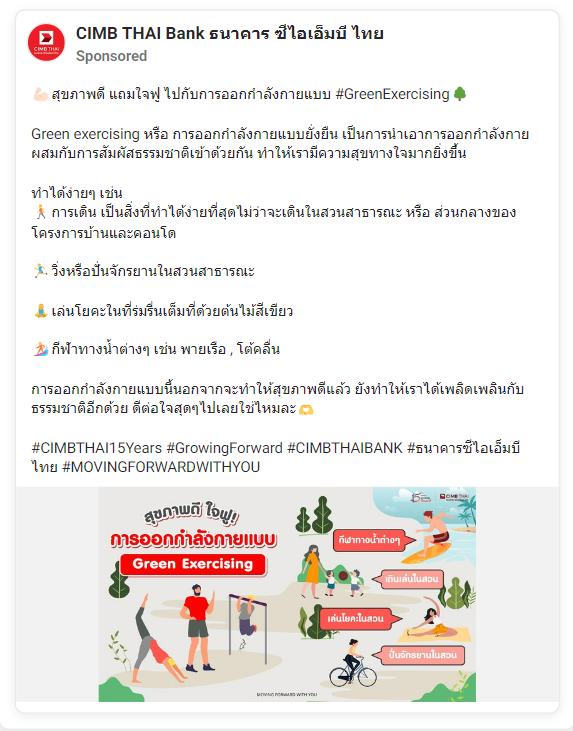 CIMB THAI Bank ธนาคาร ซีไอเอ็มบี ไทย
CIMB THAI
Sponsored
💪🏻 สุขภาพดี แถมใจฟู ไปกับการออกกำลังกายแบบ #GreenExercising 🌳
Green exercising หรือ การออกกำลังกายแบบยั่งยืน เป็นการนำเอาการออกกำลังกาย
ผสมกับการสัมผัสธรรมชาติเข้าด้วยกัน ทำให้เรามีความสุขทางใจมากยิ่งขึ้น
ทำได้ง่ายๆ เช่น
🚶🏻 การเดิน เป็นสิ่งที่ทำได้ง่ายที่สุดไม่ว่าจะเดินในสวนสาธารณะ หรือ ส่วนกลางของ
โครงการบ้านและคอนโด
🏃 วิ่งหรือปั่นจักรยานในสวนสาธารณะ
🧘 เล่นโยคะในที่ร่มรื่นเต็มที่ด้วยต้นไม้สีเขียว
🏄 กีฬาทางน้ำต่างๆ เช่น พายเรือ , โต้คลื่น
การออกกำลังกายแบบนี้นอกจากจะทำให้สุขภาพดีแล้ว ยังทำให้เราได้เพลิดเพลินกับ
ธรรมชาติอีกด้วย ดีต่อใจสุดๆไปเลยใช่ไหมละ 🫶
#CIMBTHAI15Years #GrowingForward #CIMBTHAIBANK #ธนาคารซีไอเอ็มบี
ไทย #MOVINGFORWARDWITHYOU
สุขภาพดี ใจฟู!
การออกกำลังกายแบบ
Green Exercising
15
CIMB THAI
กีฬาทางน้ำต่างๆ
เดินเล่นในสวน
เล่นโยคะในสวน
ปั่นจักรยานในสวน
MOVING FORWARD WITH YOU